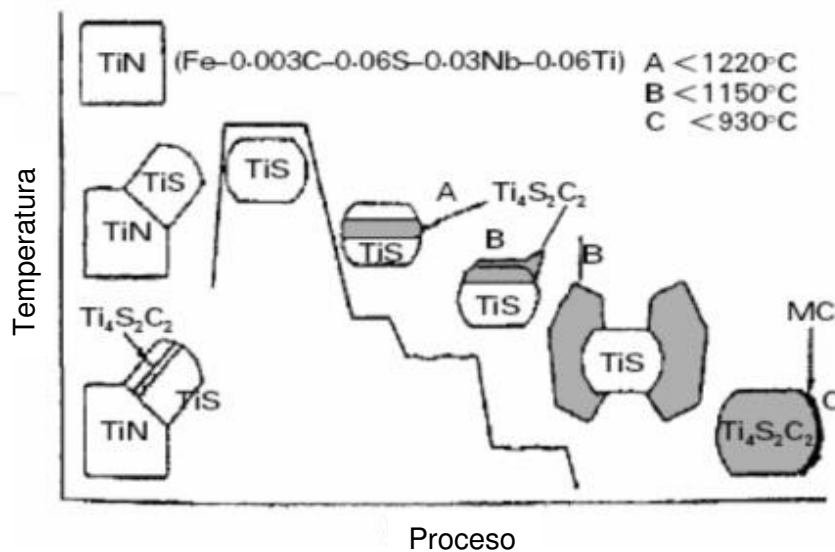 TiN (Fe–0.003C–0.06S–0.03Nb–0.06Ti) A <1220°C
B <1150°C
C <930°C
Temperatura
TiS
TiN
TiS
A
Ti₄S₂C₂
TiS
B
TiS
B
TiS
MC
C
Ti₄S₂C₂
Ti₄S₂C₂
TiS
TiN
Proceso